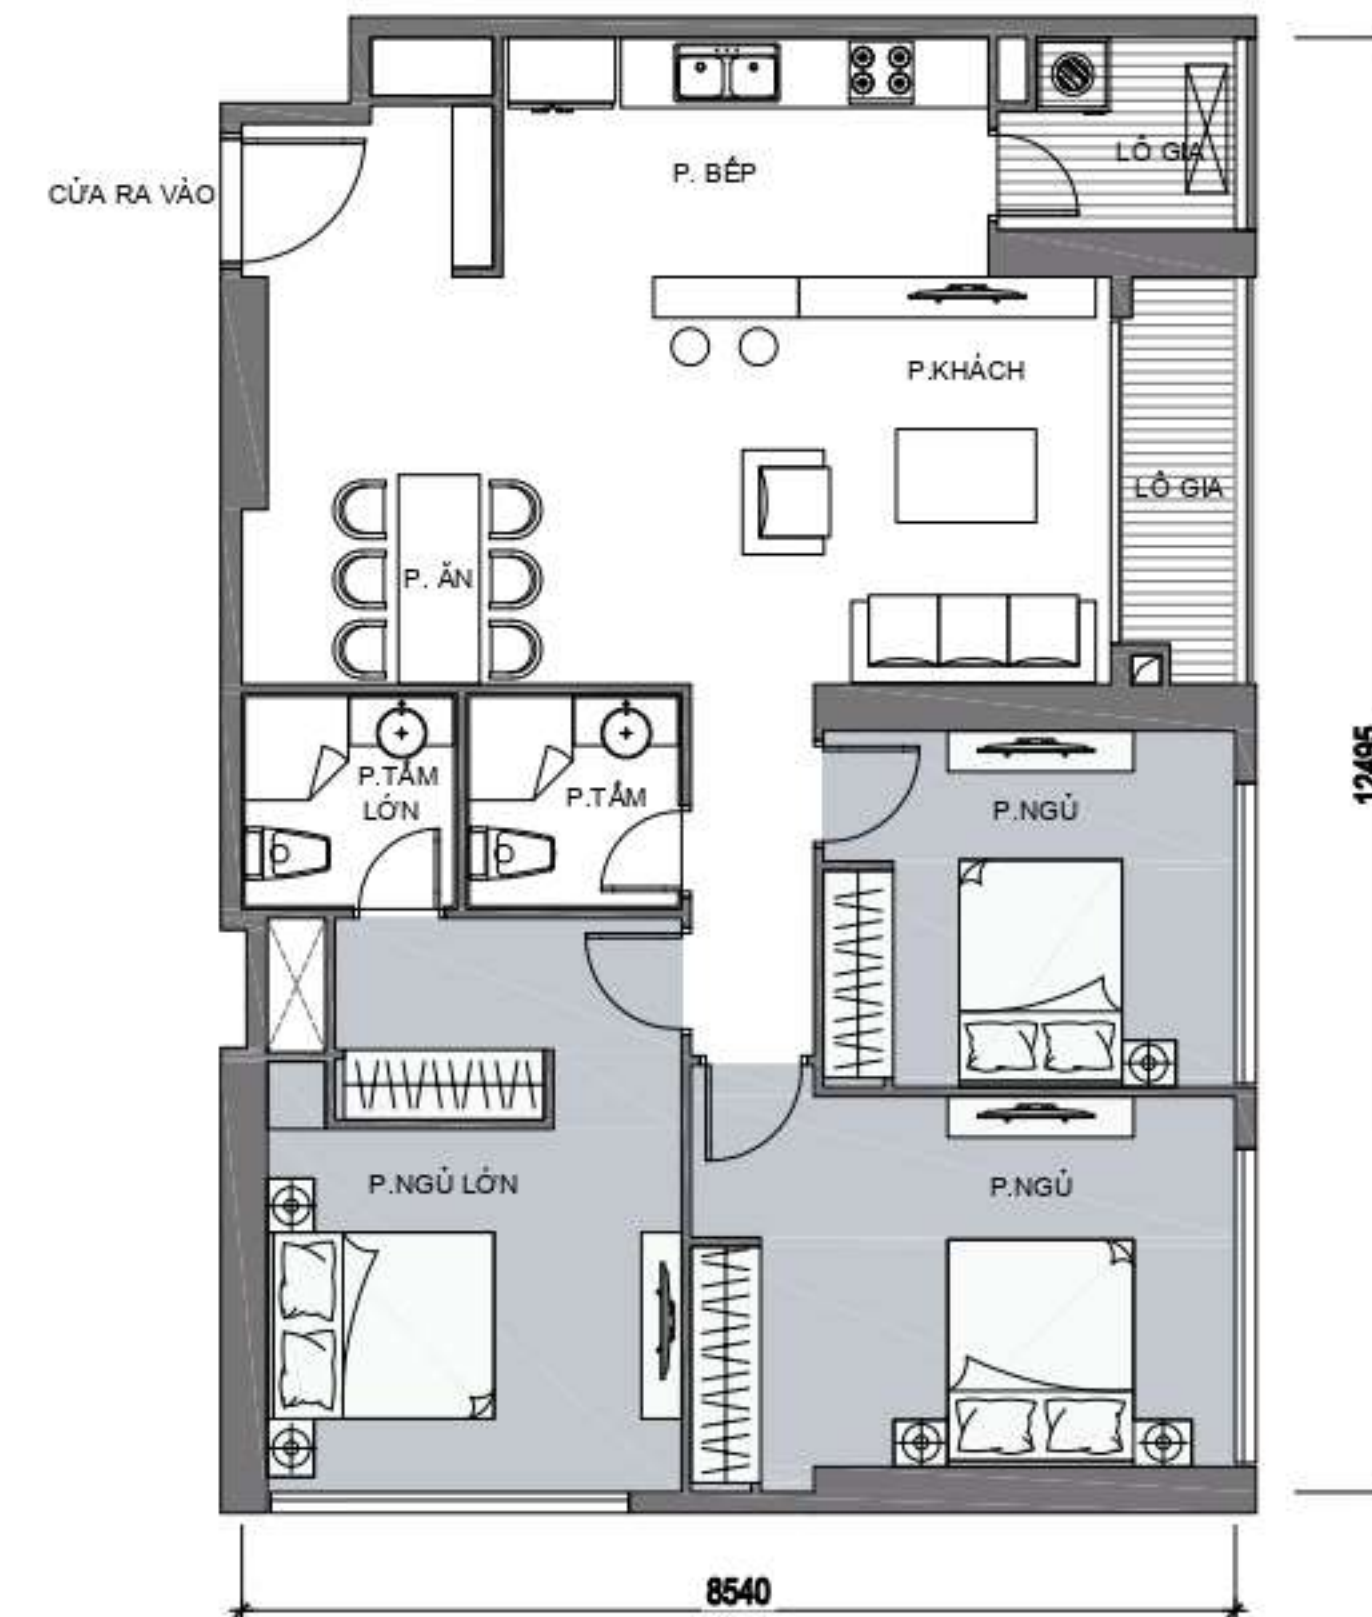 LÔ GIA
P. BẾP
CỬA RA VÀO
P.KHÁCH
LÔ GIA
P. ĂN
P.TẮM
LỚN
P.TẮM
P.NGỦ
12495
P.NGỦ LỚN
P.NGỦ
8540